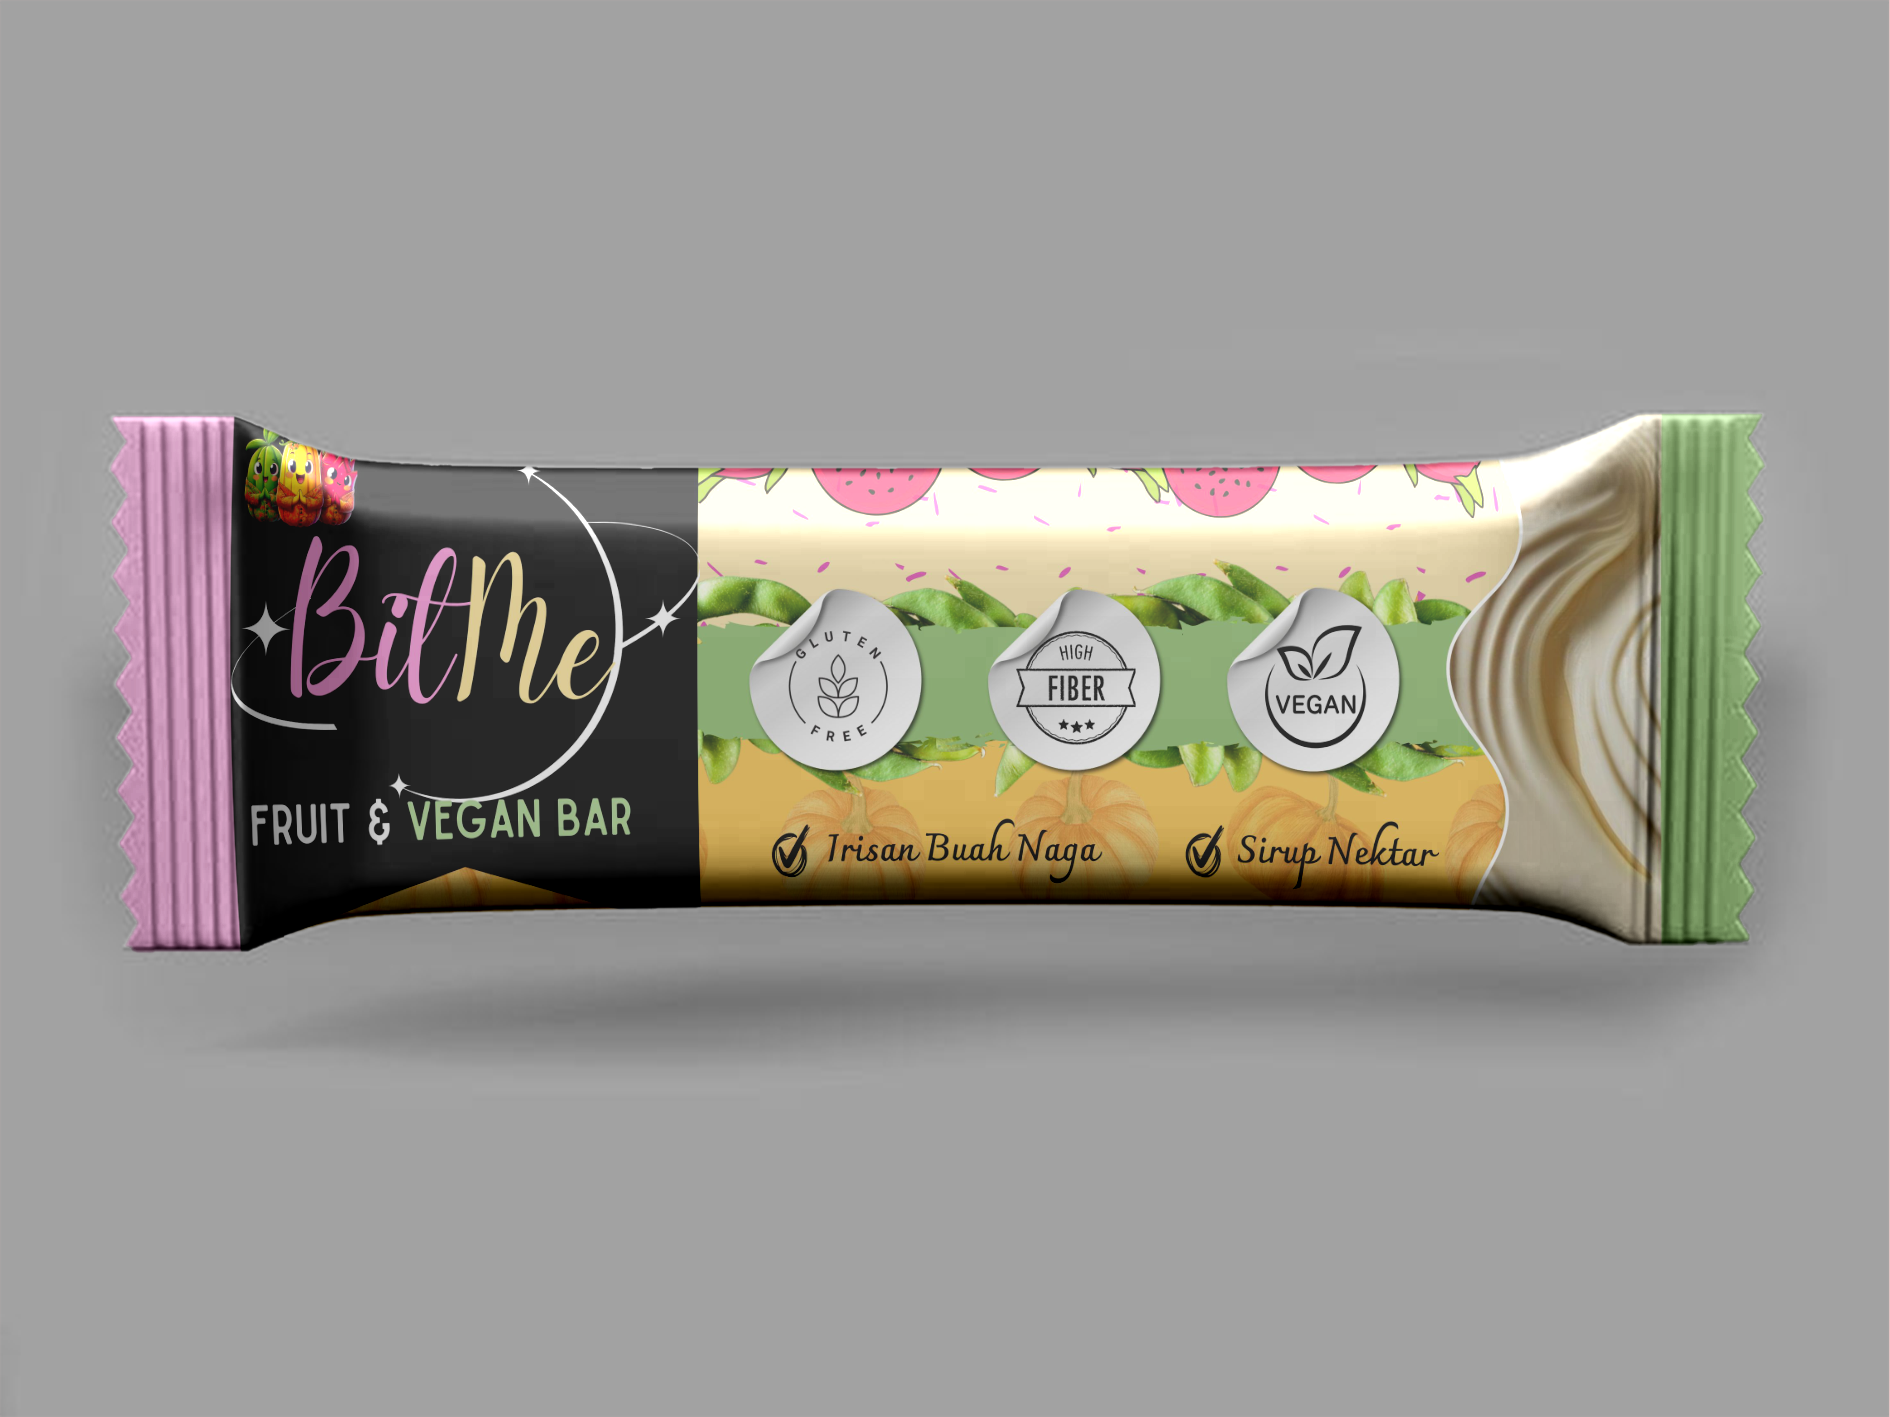 BitMe
FRUIT & VEGAN BAR
GLUTEN
FREE
HIGH
FIBER
VEGAN
Irisan Buah Naga
Sirup Nektar